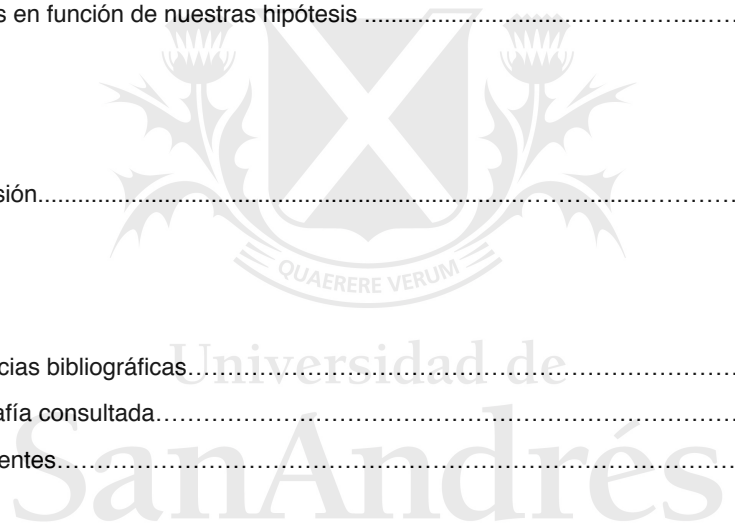 s en función de nuestras hipótesis ................................................
sión................................................................................
QUAERERE VERUM
cias bibliográficas................................................................
Universidad de
afía consultada.....................................................................
SanAndrés
entes...............................................................................